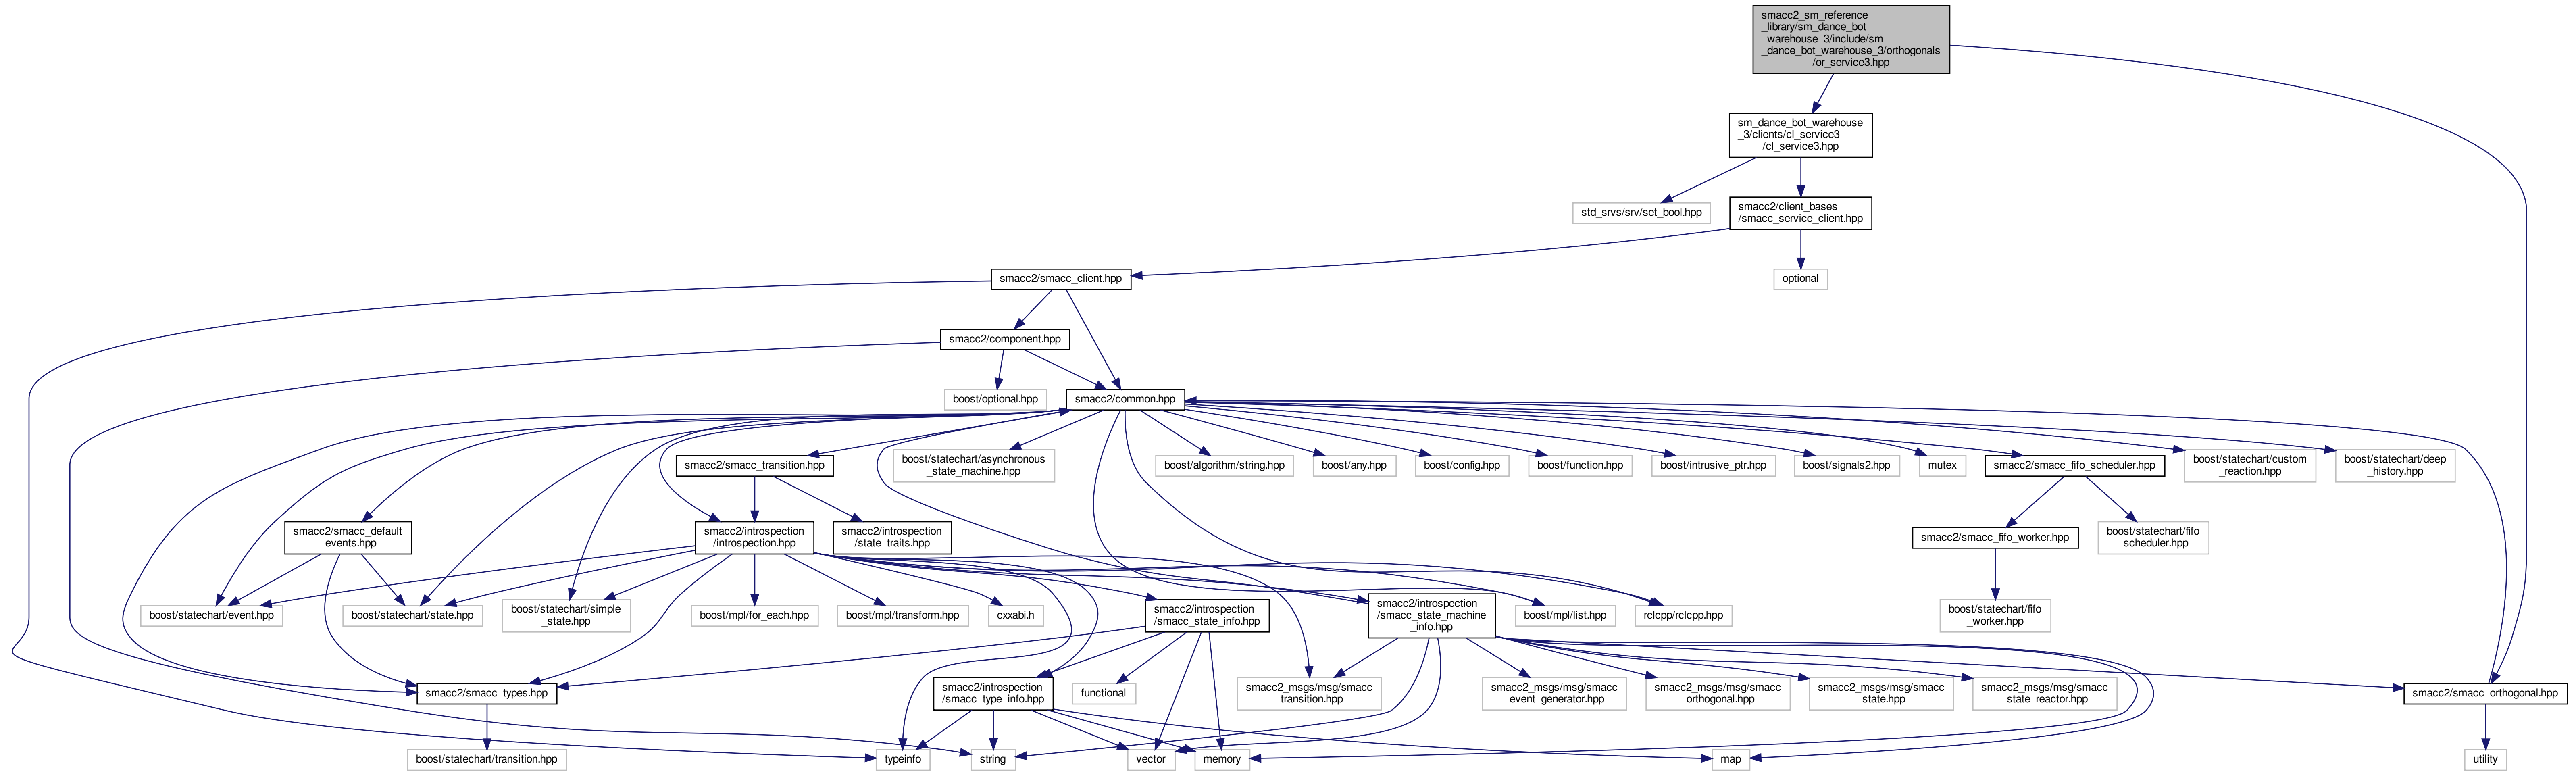 smacc2_sm_reference
_library/sm_dance_bot
_warehouse_3/include/sm
_dance_bot_warehouse_3/orthogonals
/or_service3.hpp
sm_dance_bot_warehouse
_3/clients/cl_service3
/cl_service3.hpp
std_srvs/srv/set_bool.hpp
smacc2/client_bases
/smacc_service_client.hpp
smacc2/smacc_client.hpp
optional
smacc2/component.hpp
boost/optional.hpp
smacc2/common.hpp
smacc2/smacc_transition.hpp
boost/statechart/asynchronous
_state_machine.hpp
boost/algorithm/string.hpp
boost/any.hpp
boost/config.hpp
boost/function.hpp
boost/intrusive_ptr.hpp
boost/signals2.hpp
mutex
smacc2/smacc_fifo_scheduler.hpp
boost/statechart/custom
_reaction.hpp
boost/statechart/deep
_history.hpp
smacc2/smacc_default
_events.hpp
smacc2/introspection
/introspection.hpp
smacc2/introspection
/state_traits.hpp
smacc2/smacc_fifo_worker.hpp
boost/statechart/fifo
_scheduler.hpp
boost/statechart/event.hpp
boost/statechart/state.hpp
boost/statechart/simple
_state.hpp
boost/mpl/for_each.hpp
boost/mpl/transform.hpp
cxxabi.h
smacc2/introspection
/smacc_state_info.hpp
smacc2/introspection
/smacc_state_machine
_info.hpp
boost/mpl/list.hpp
rclcpp/rclcpp.hpp
boost/statechart/fifo
_worker.hpp
smacc2/smacc_types.hpp
smacc2/introspection
/smacc_type_info.hpp
functional
smacc2_msgs/msg/smacc
_transition.hpp
smacc2_msgs/msg/smacc
_event_generator.hpp
smacc2_msgs/msg/smacc
_orthogonal.hpp
smacc2_msgs/msg/smacc
_state.hpp
smacc2_msgs/msg/smacc
_state_reactor.hpp
smacc2/smacc_orthogonal.hpp
boost/statechart/transition.hpp
typeinfo
string
vector
memory
map
utility